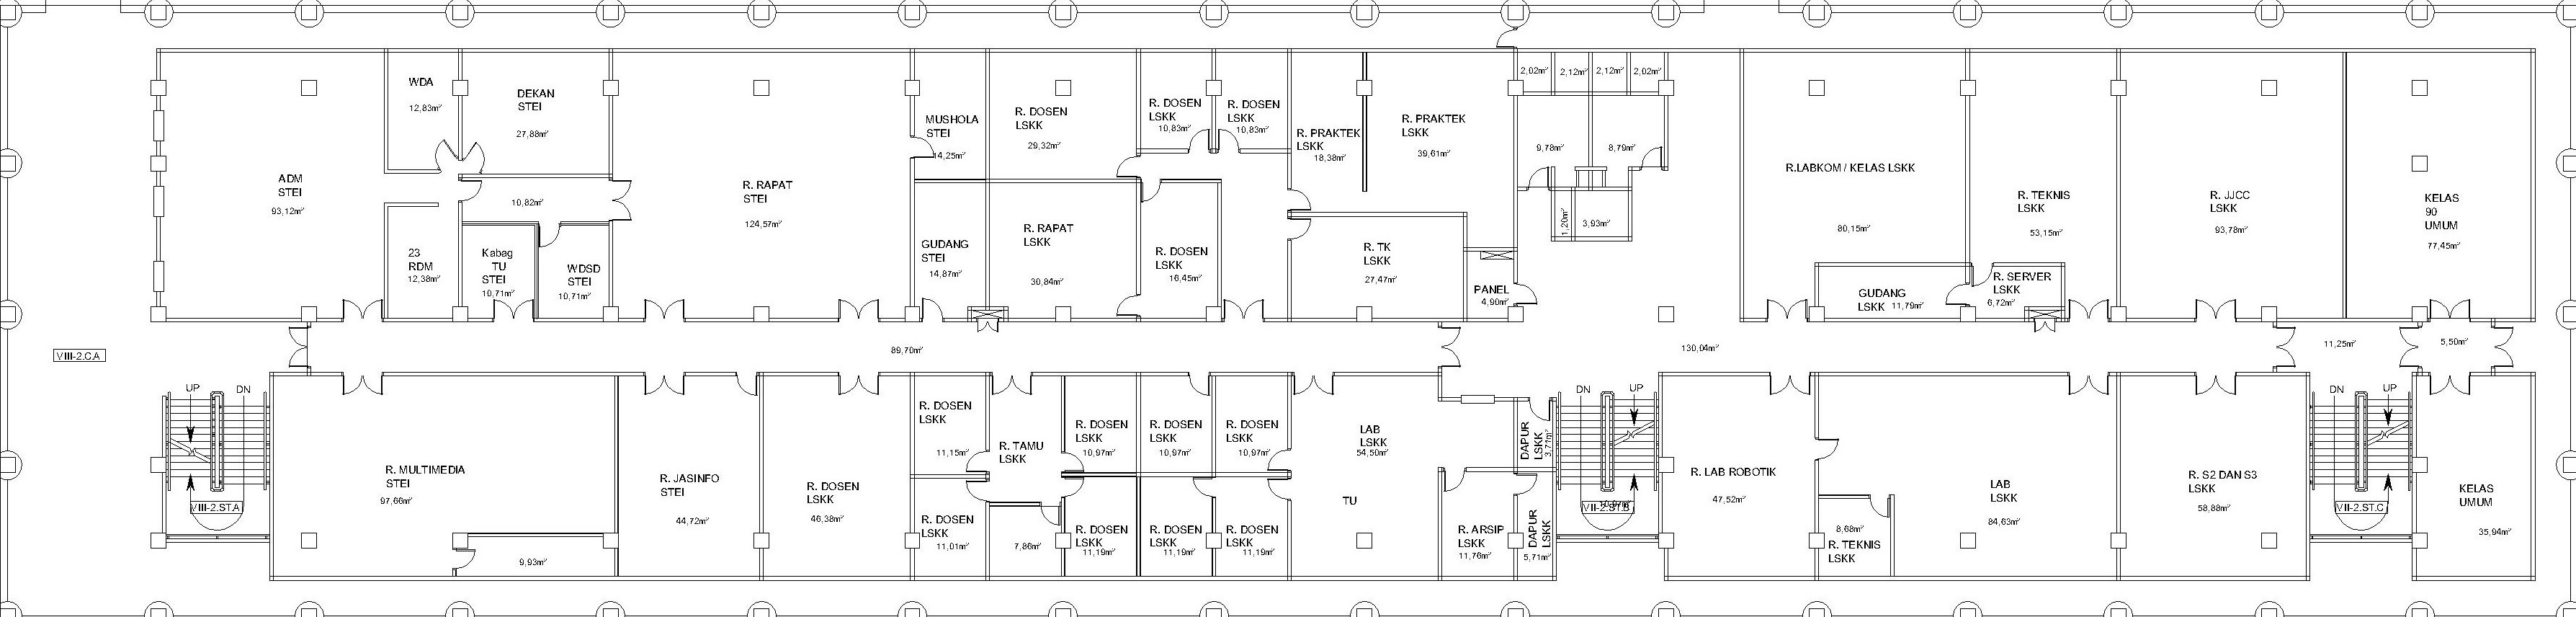 WDA
12,83m²
DEKAN
STEI
27,88m²
ADM
STEI
93,12m²
10,82m²
23
RDM
12,38m²
Kabag
TU
STEI
10,71m²
WDSD
STEI
10,71m²
R. RAPAT
STEI
124,57m²
MUSHOLA
STEI
14,25m²
GUDANG
STEI
14,87m²
R. DOSEN
LSKK
29,32m²
R. RAPAT
LSKK
30,84m²
R. DOSEN
LSKK
10,83m²
R. DOSEN
LSKK
10,83m²
R. DOSEN
LSKK
16,45m²
R. PRAKTEK
LSKK
18,38m²
R. PRAKTEK
LSKK
39,61m²
R. TK
LSKK
27,47m²
PANEL
4,90m²
2,02m²
2,12m²
2,12m²
2,02m²
9,78m²
8,79m²
1,20m²
3,93m²
R.LABKOM / KELAS LSKK
80,15m²
GUDANG
LSKK 11,79m²
R. TEKNIS
LSKK
53,15m²
R. SERVER
LSKK
6,72m²
R. JJCC
LSKK
93,78m²
KELAS
90
UMUM
77,45m²
VIII-2.C.A
89,70m²
130,04m²
11,25m²
5,50m²
UP
DN
VIII-2.ST.A
R. MULTIMEDIA
STEI
97,66m²
9,93m²
R. JASINFO
STEI
44,72m²
R. DOSEN
LSKK
46,38m²
R. DOSEN
LSKK
11,15m²
R. DOSEN
LSKK
11,01m²
R. TAMU
LSKK
7,86m²
R. DOSEN
LSKK
10,97m²
R. DOSEN
LSKK
10,97m²
R. DOSEN
LSKK
10,97m²
R. DOSEN
LSKK
11,19m²
R. DOSEN
LSKK
11,19m²
R. DOSEN
LSKK
11,19m²
LAB
LSKK
54,50m²
TU
R. ARSIP
LSKK
11,76m²
DAPUR
LSKK
3,71m²
DAPUR
LSKK
5,71m²
DN
UP
VIII-2.ST.B
R. LAB ROBOTIK
47,52m²
8,68m²
R. TEKNIS
LSKK
LAB
LSKK
84,63m²
R. S2 DAN S3
LSKK
58,88m²
DN
UP
VIII-2.ST.C
KELAS
UMUM
35,94m²